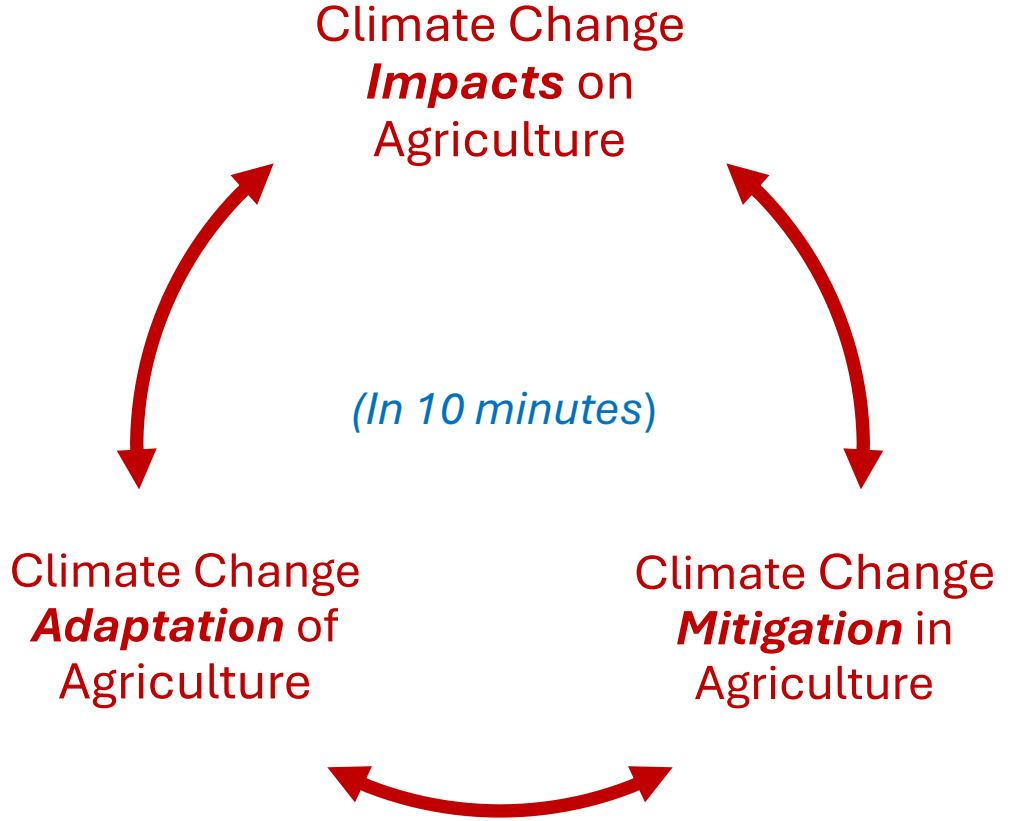 Climate Change
Impacts on
Agriculture
(In 10 minutes)
Climate Change
Adaptation of
Agriculture
Climate Change
Mitigation in
Agriculture